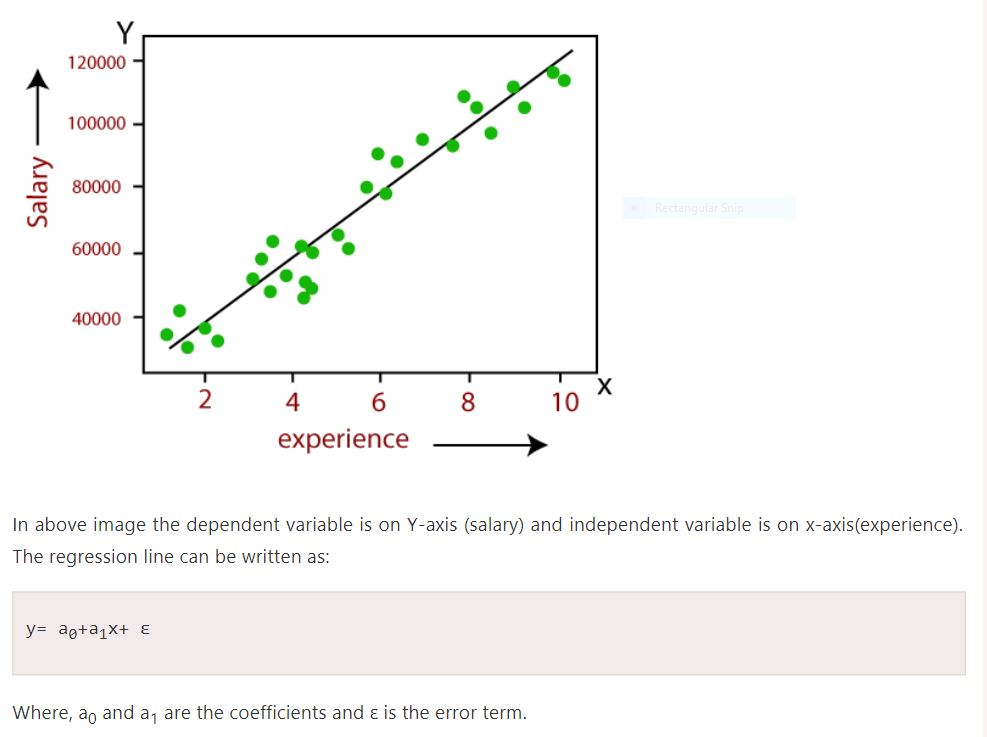 Y
120000
100000
80000
60000
40000
Salary
2 4 6 8 10 X
experience
Rectangular Snip
In above image the dependent variable is on Y-axis (salary) and independent variable is on x-axis(experience).
The regression line can be written as:
y= a₀+a₁x+ ε
Where, a₀ and a₁ are the coefficients and ε is the error term.